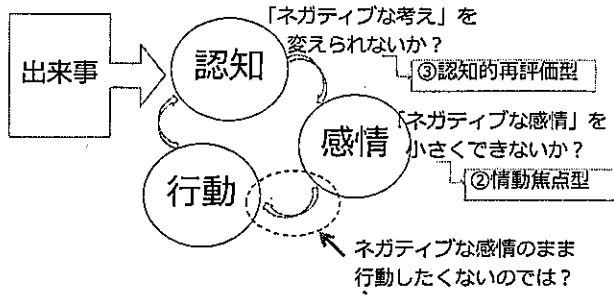 「ネガティブな考え」を
変えられないか？
出来事
認知
③認知的再評価型
「ネガティブな感情」を
小さくできないか？
感情
②情動焦点型
行動
ネガティブな感情のまま
行動したくないのでは？